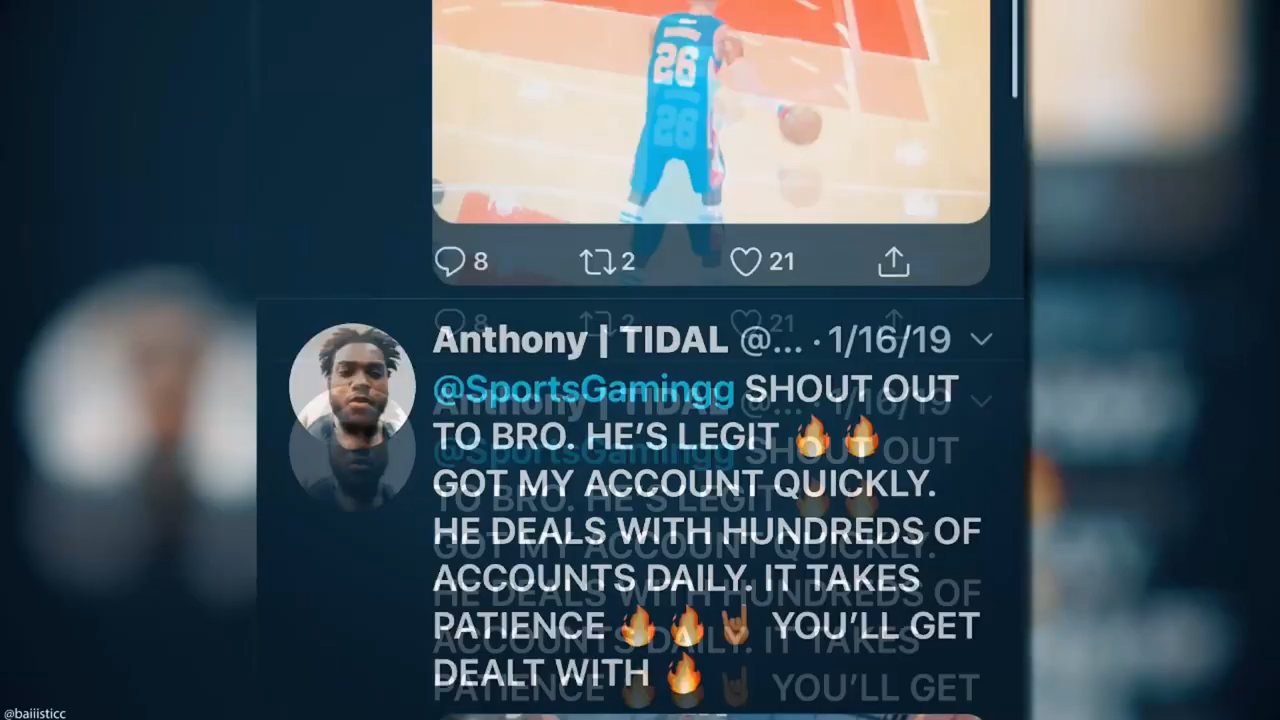 26
8 2 21
Anthony | TIDAL @... · 1/16/19
@SportsGamingg SHOUT OUT
TO BRO. HE’S LEGIT 🔥 🔥
GOT MY ACCOUNT QUICKLY.
HE DEALS WITH HUNDREDS OF
ACCOUNTS DAILY. IT TAKES
PATIENCE 🔥 🔥 🤘🏾 YOU’LL GET
DEALT WITH 🔥
@baiiisticc